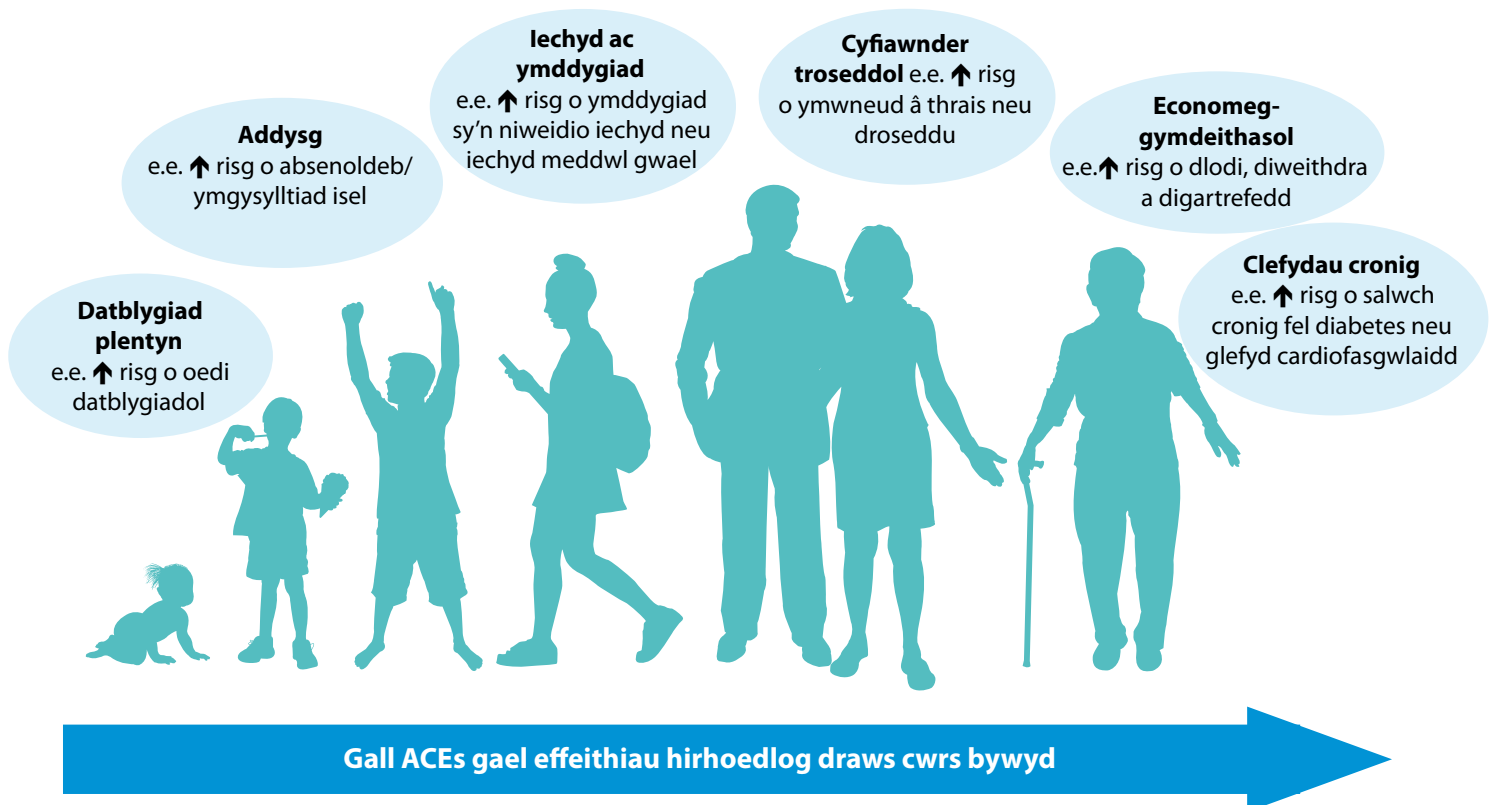 Datblygiad
plentyn
e.e. ↑ risg o oedi
datblygiadol
Addysg
e.e. ↑ risg o absenoldeb/
ymgysylltiad isel
Iechyd ac
ymddygiad
e.e. ↑ risg o ymddygiad
sy'n niweidio iechyd neu
iechyd meddwl gwael
Cyfiawnder
troseddol e.e. ↑ risg
o ymwneud â thrais neu
droseddu
Economeg-
gymdeithasol
e.e.↑ risg o dlodi, diweithdra
a digartrefedd
Clefydau cronig
e.e. ↑ risg o salwch
cronig fel diabetes neu
glefyd cardiofasgwlaidd
Gall ACEs gael effeithiau hirhoedlog draws cwrs bywyd